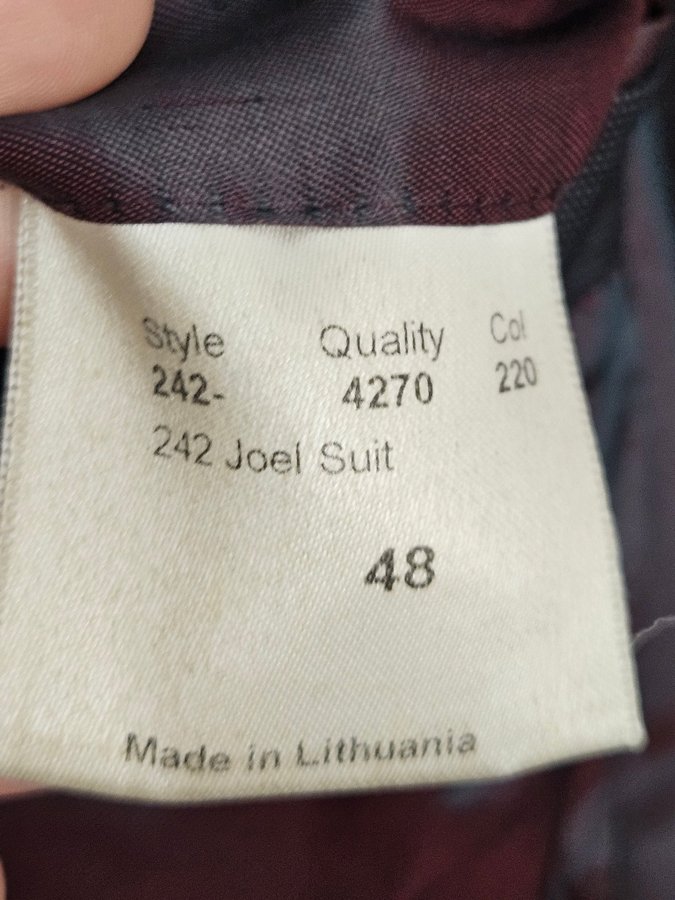 Style Quality Col
242- 4270 220
242 Joel Suit
48
Made in Lithuania